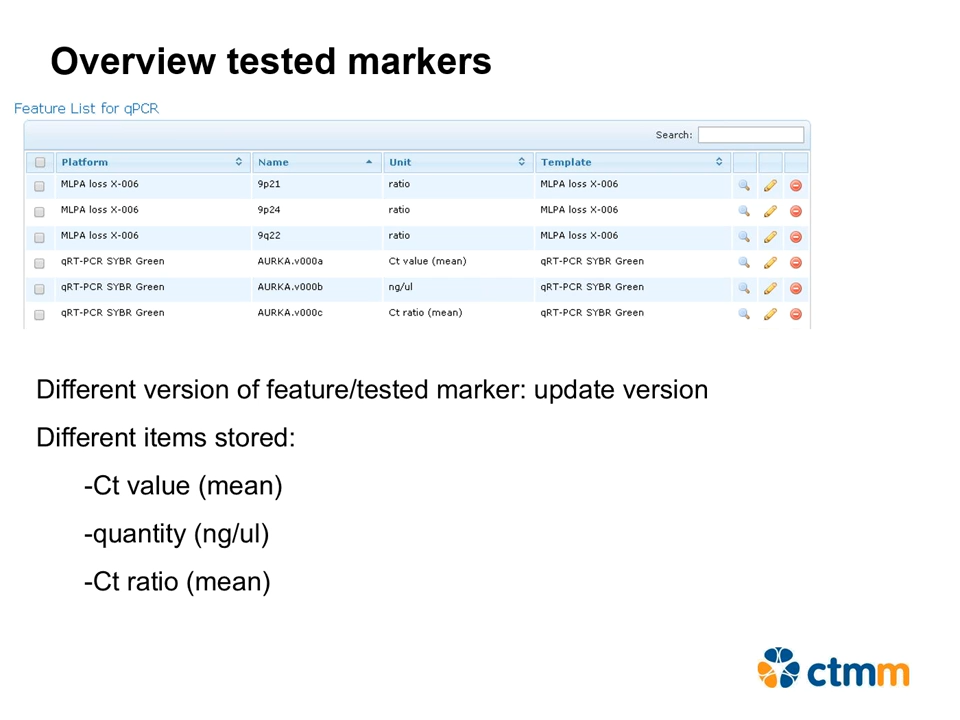 Overview tested markers
Feature List for qPCR
Search:
Platform Name Unit Template
MLPA loss X-006 9p21 ratio MLPA loss X-006
MLPA loss X-006 9p24 ratio MLPA loss X-006
MLPA loss X-006 9q22 ratio MLPA loss X-006
qRT-PCR SYBR Green AURKA.v000a Ct value (mean) qRT-PCR SYBR Green
qRT-PCR SYBR Green AURKA.v000b ng/ul qRT-PCR SYBR Green
qRT-PCR SYBR Green AURKA.v000c Ct ratio (mean) qRT-PCR SYBR Green
Different version of feature/tested marker: update version
Different items stored:
-Ct value (mean)
-quantity (ng/ul)
-Ct ratio (mean)
ctmm